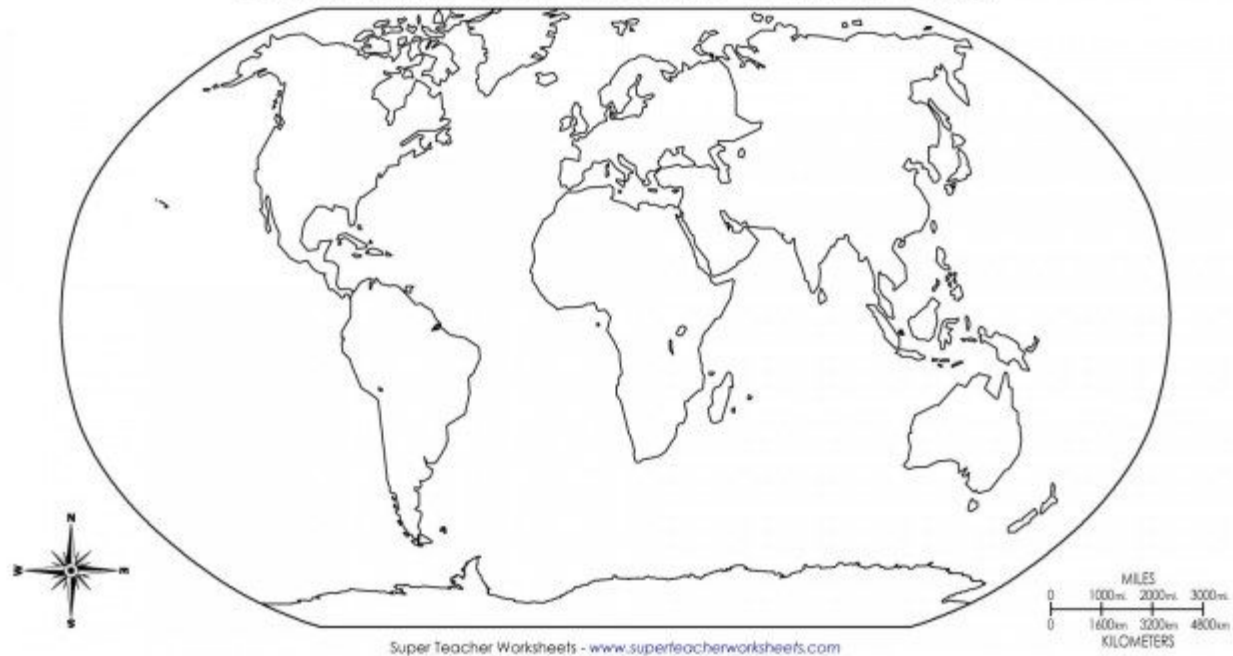 N
W E
S
MILES
0 1000mi. 2000mi. 3000mi.
0 1600km 3200km 4800km
KILOMETERS
Super Teacher Worksheets - www.superteacherworksheets.com